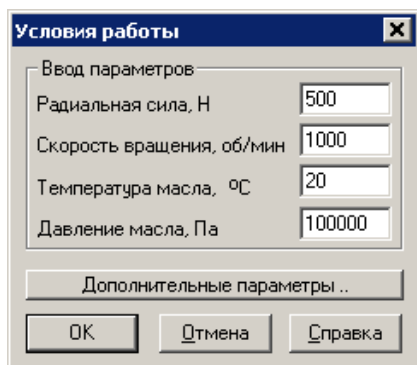 Условия работы
Ввод параметров
Радиальная сила, Н 500
Скорость вращения, об/мин 1000
Температура масла, ºС 20
Давление масла, Па 100000
Дополнительные параметры ..
OK Отмена Справка